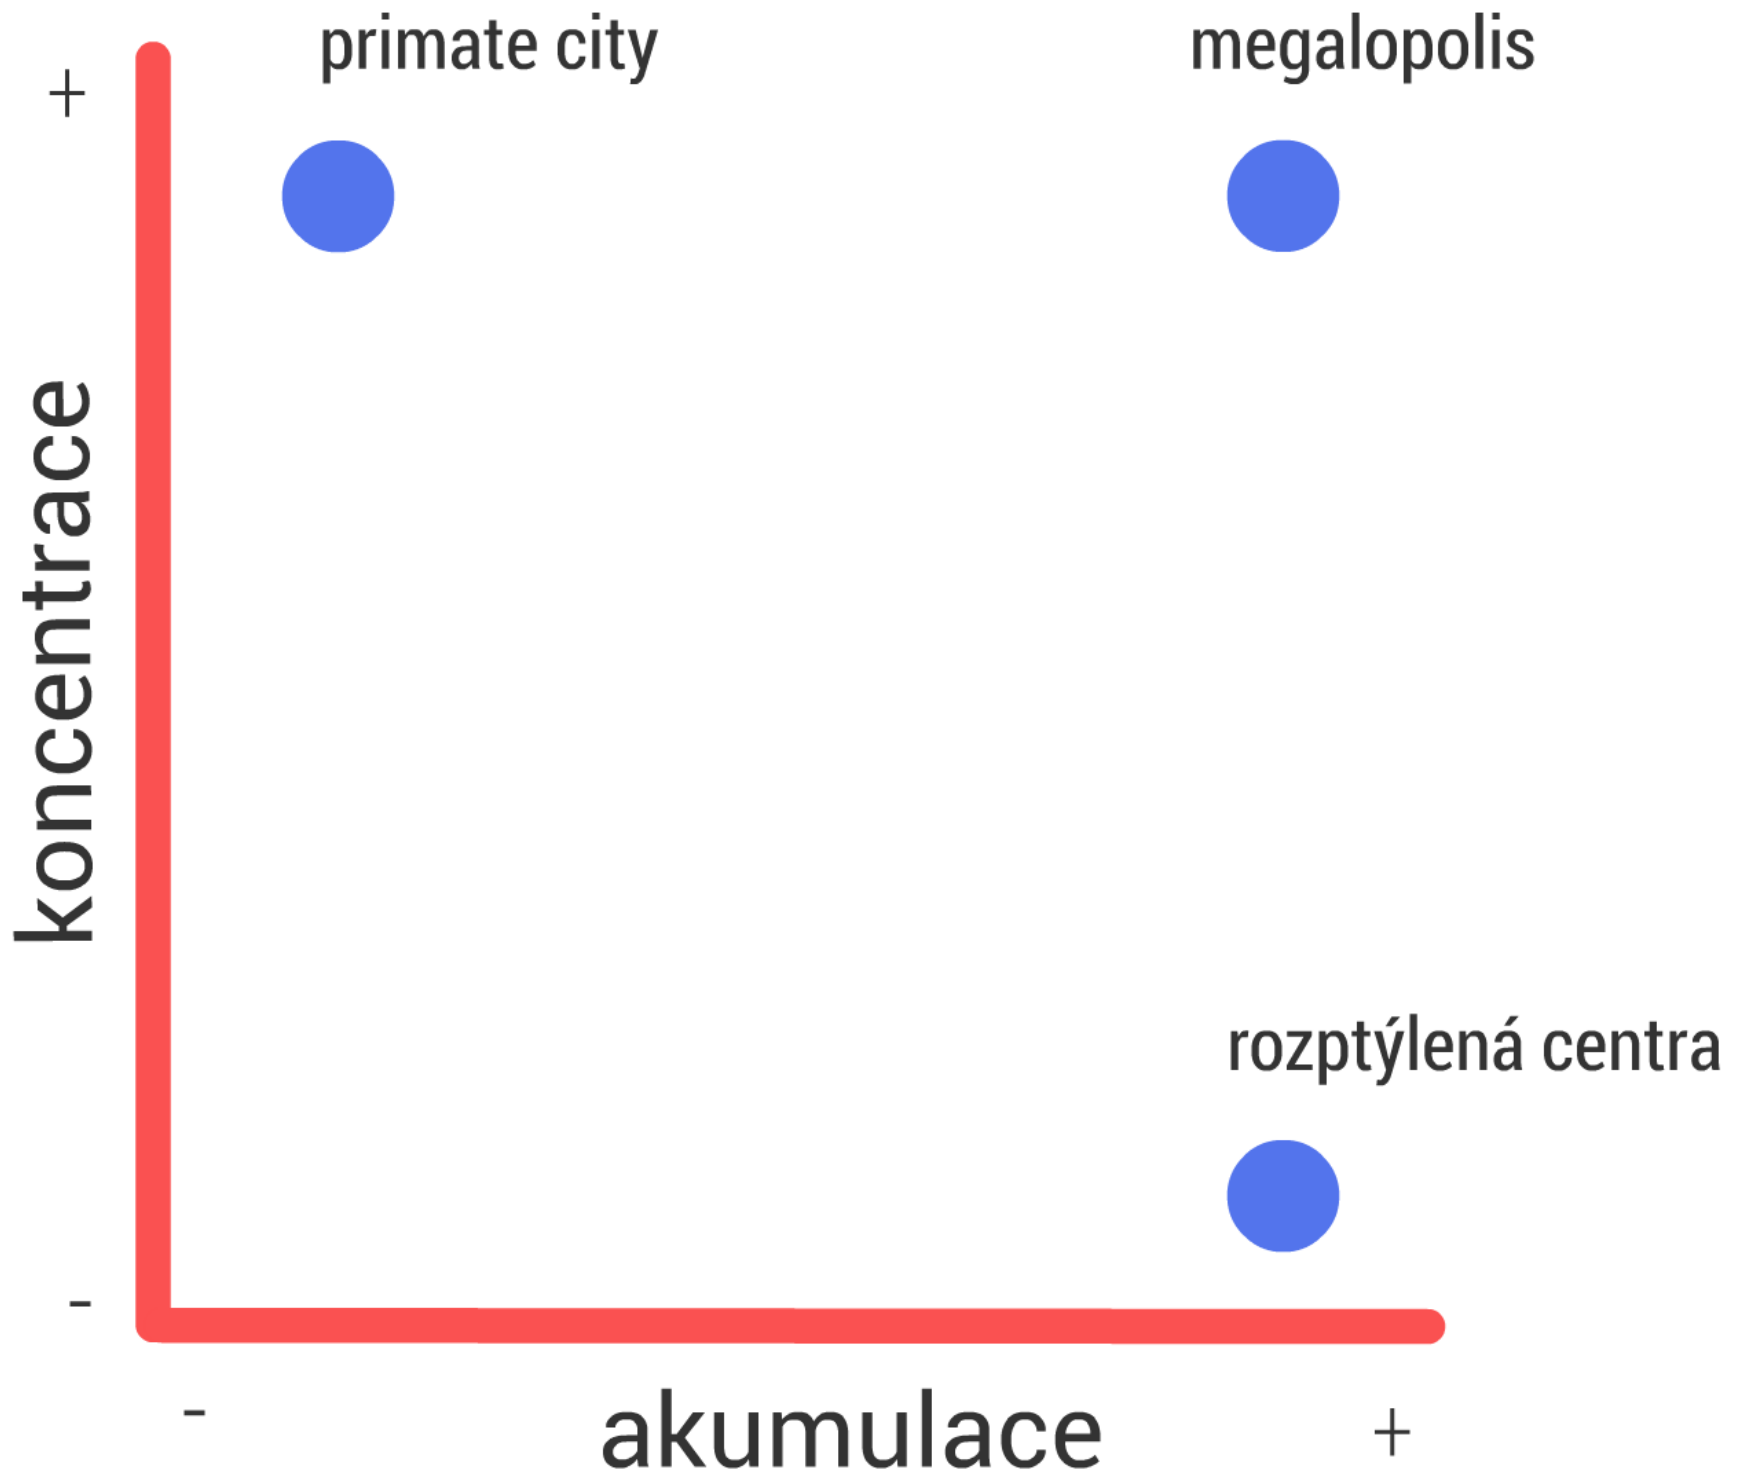 primate city
megalopolis
+
koncentrace
rozptýlená centra
-
-
akumulace
+